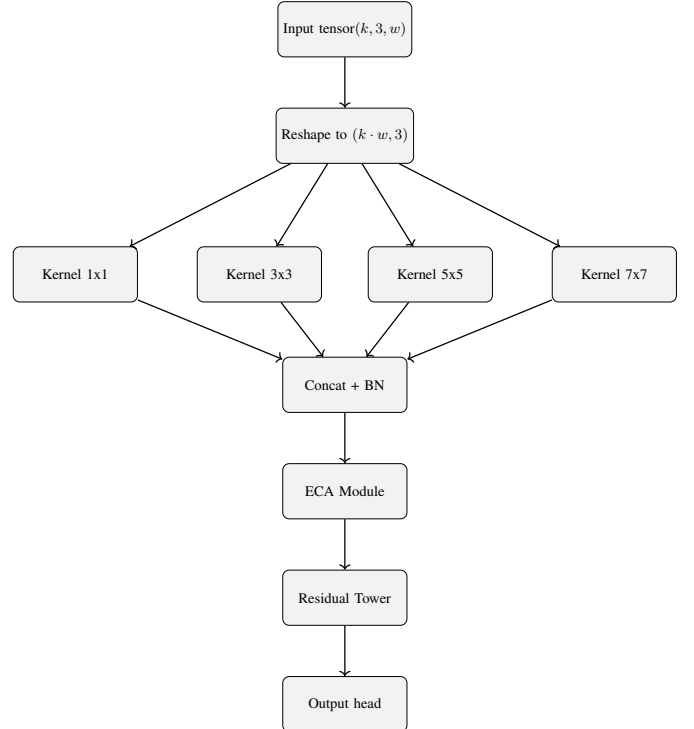 Input tensor(k, 3, w)
Reshape to (k · w, 3)
Kernel 1x1
Kernel 3x3
Kernel 5x5
Kernel 7x7
Concat + BN
ECA Module
Residual Tower
Output head